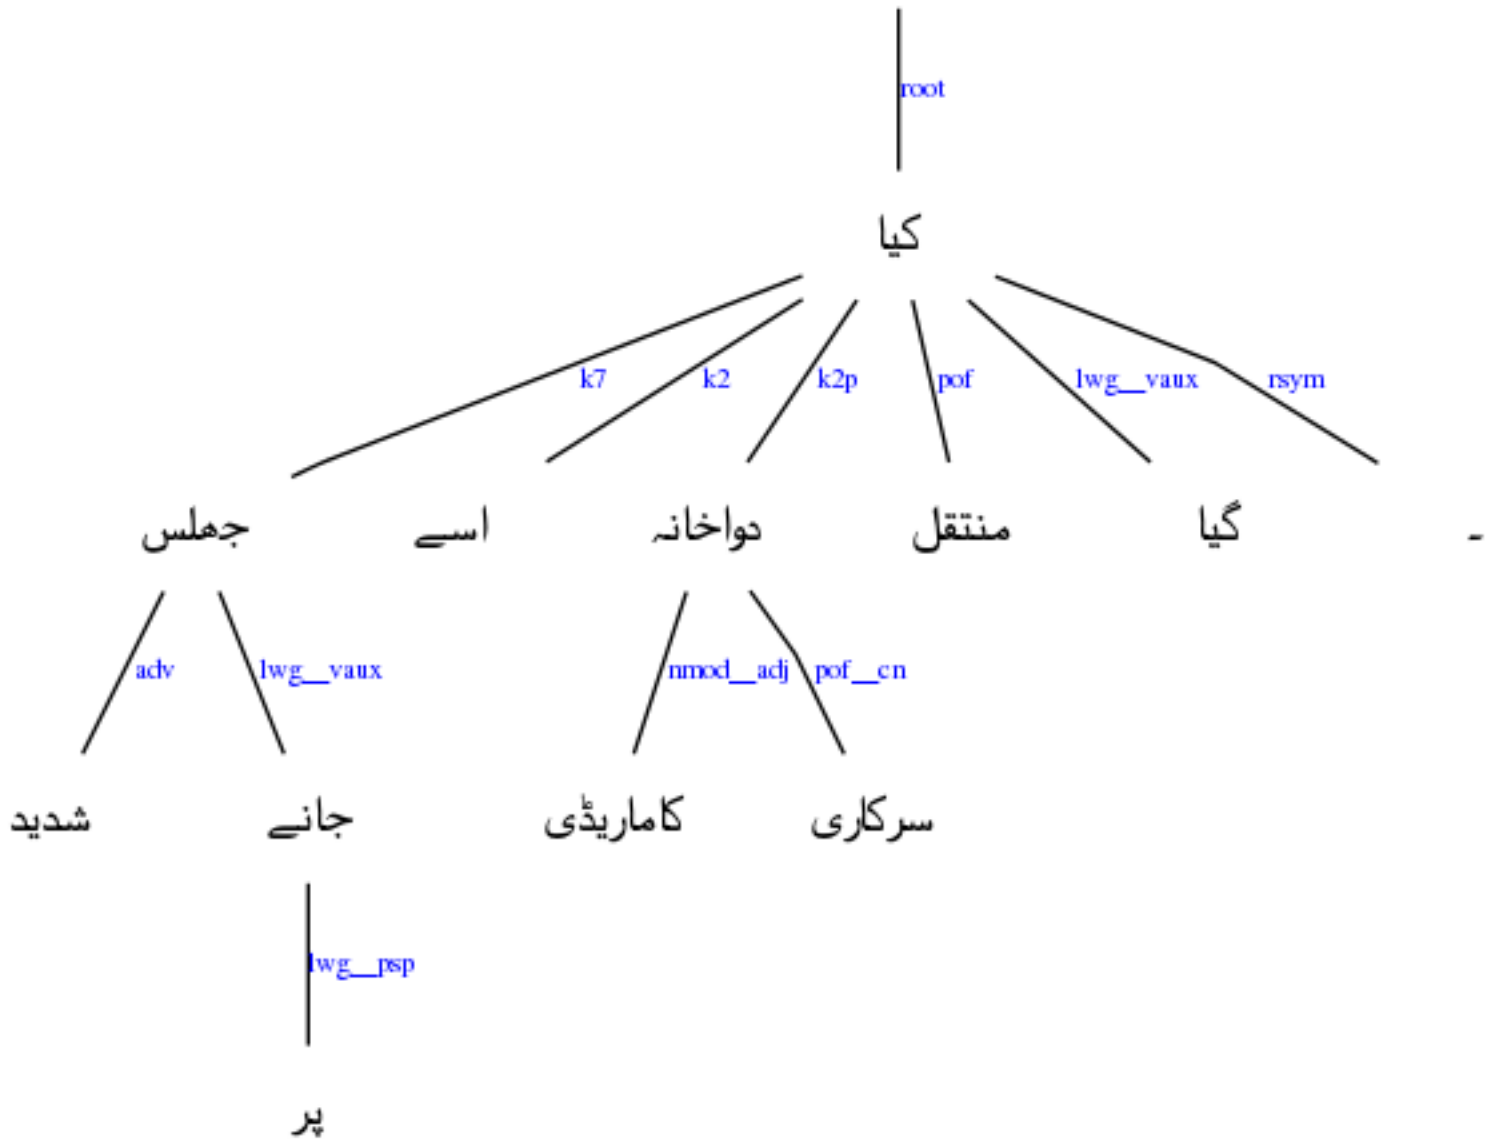 root
کیا
k7 k2 k2p pof lwg__vaux rsym
جھلس اسے دواخانہ منتقل گیا ۔
adv lwg__vaux nmod__adj pof__cn
شدید جانے کاماریڈی سرکاری
lwg__psp
پر